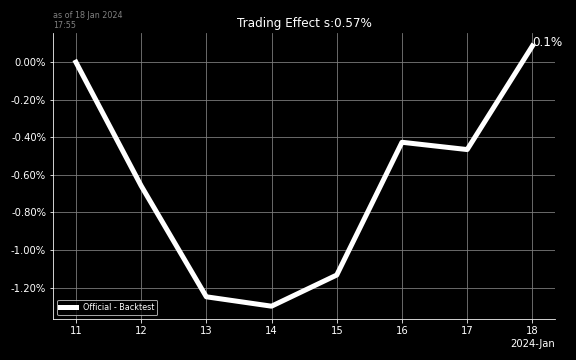 as of 18 Jan 2024
17:55
Trading Effect s:0.57%
0.1%
0.00%
-0.20%
-0.40%
-0.60%
-0.80%
-1.00%
-1.20%
Official - Backtest
11 12 13 14 15 16 17 18
2024-Jan